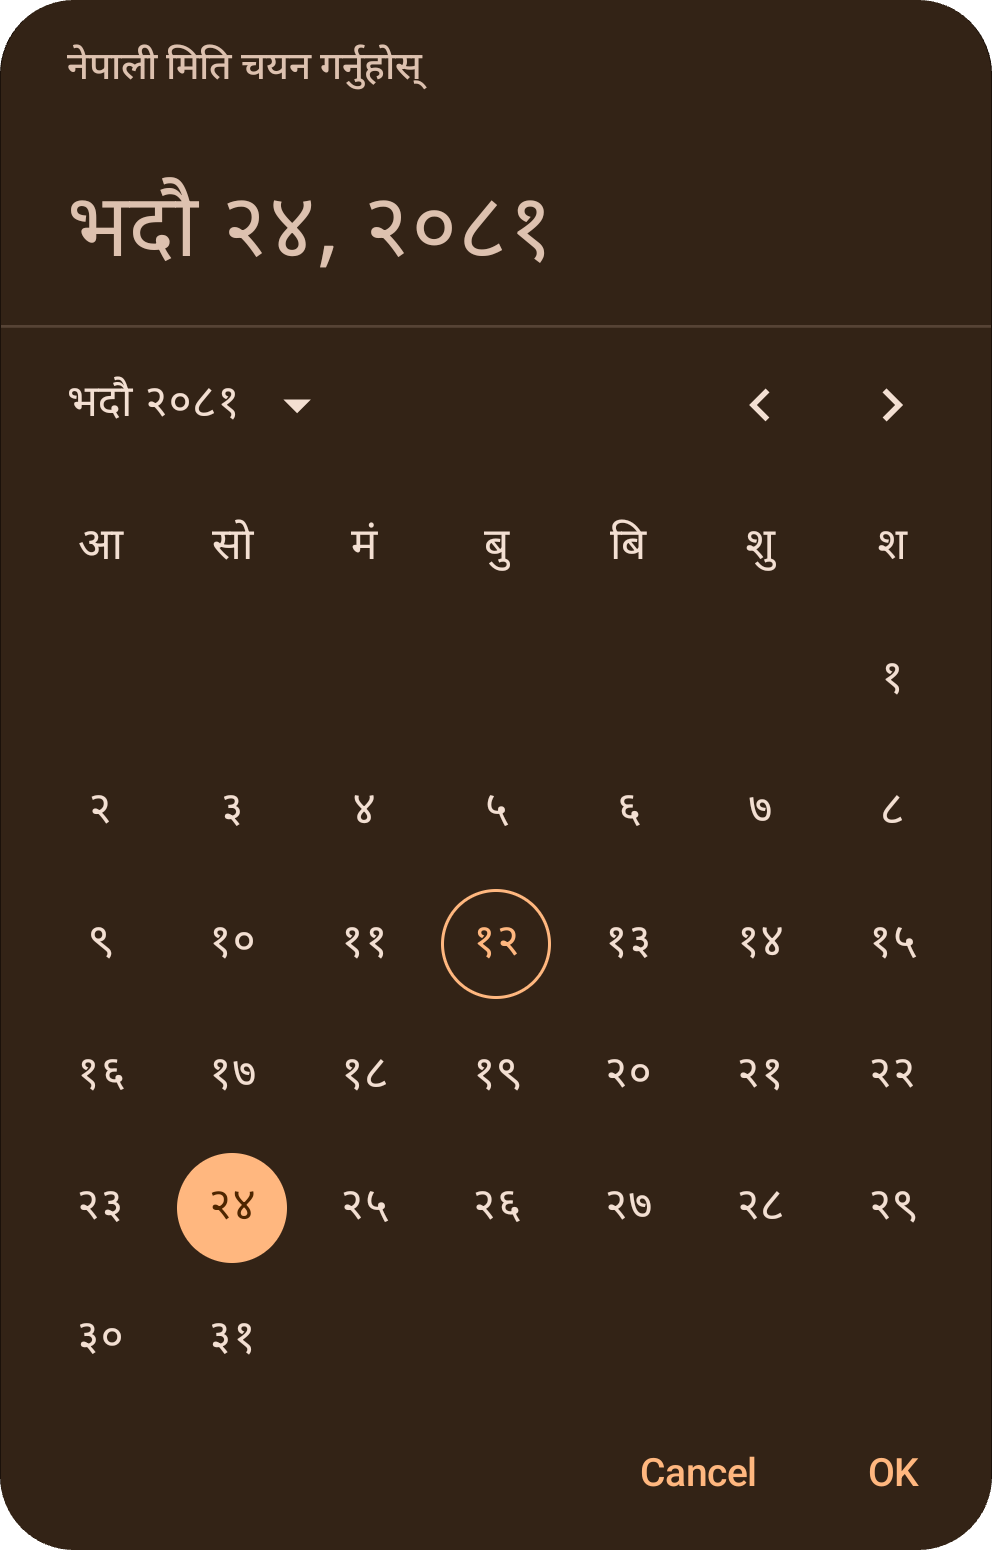 नेपाली मिति चयन गर्नुहोस्
भदौ २४, २०८१
भदौ २०८१
आ सो मं बु बि शु श
१
२ ३ ४ ५ ६ ७ ८
९ १० ११ १२ १३ १४ १५
१६ १७ १८ १९ २० २१ २२
२३ २४ २५ २६ २७ २८ २९
३० ३१
Cancel OK